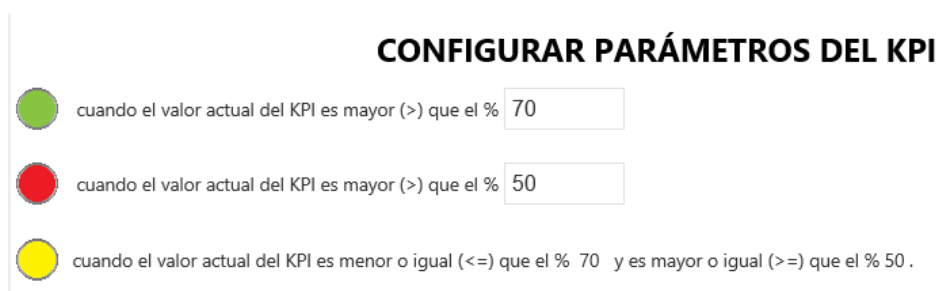 CONFIGURAR PARÁMETROS DEL KPI
cuando el valor actual del KPI es mayor (>) que el % 70
cuando el valor actual del KPI es mayor (>) que el % 50
cuando el valor actual del KPI es menor o igual (<=) que el % 70 y es mayor o igual (>=) que el % 50 .